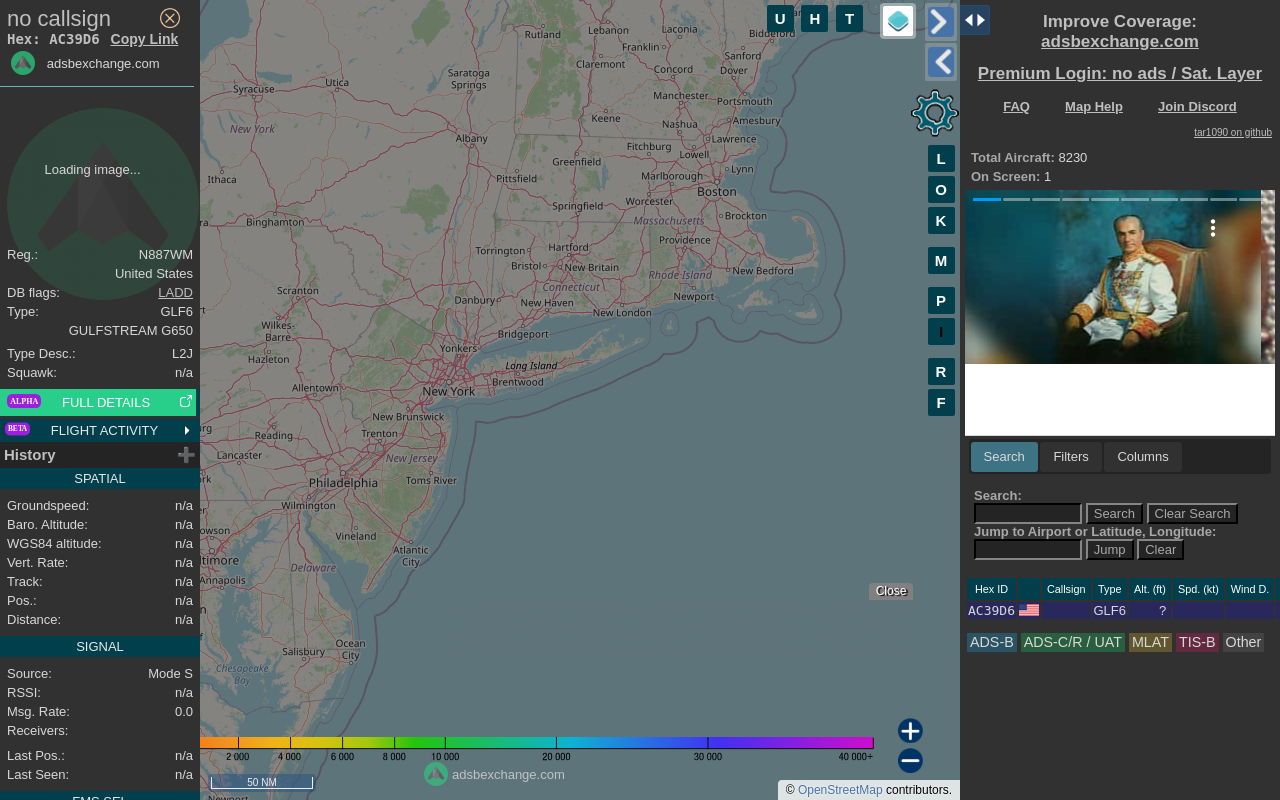 no callsign
Hex: AC39D6 Copy Link
adsbexchange.com
Loading image...
Reg.: N887WM
United States
DB flags: LADD
Type: GLF6
GULFSTREAM G650
Type Desc.: L2J
Squawk: n/a
ALPHA FULL DETAILS
BETA FLIGHT ACTIVITY
History
SPATIAL
Groundspeed: n/a
Baro. Altitude: n/a
WGS84 altitude: n/a
Vert. Rate: n/a
Track: n/a
Pos.: n/a
Distance: n/a
SIGNAL
Source: Mode S
RSSI: n/a
Msg. Rate: 0.0
Receivers:
Last Pos.: n/a
Last Seen: n/a
FMS SEL
U H T
L
O
K
M
P
I
R
F
Rutland
Lebanon
Laconia
Biddeford
Franklin
Sanford
Claremont
Concord
Dover
Saratoga
Springs
Utica
Syracuse
Manchester
Portsmouth
Keene
Nashua
Amesbury
New York
Albany
Fitchburg
Lawrence
Lowell
Greenfield
Lynn
Ithaca
Pittsfield
Marlborough
Boston
Worcester
Springfield
Binghamton
Massachusetts
Brockton
Providence
Torrington
Hartford
Bristol
New Britain
Rhode Island
New Bedford
Connecticut
Scranton
Danbury
New Haven
Newport
New London
Wilkes-
Barre
Bridgeport
Yonkers
Hazleton
Long Island
Brentwood
Allentown
New York
New Brunswick
Reading
Trenton
Lancaster
New Jersey
Philadelphia
Toms River
Wilmington
Vineland
Atlantic
City
Delaware
Annapolis
Ocean
City
Salisbury
Chesapeake
Bay
Newport
Close
2 000 4 000 6 000 8 000 10 000 20 000 30 000 40 000+
50 NM
adsbexchange.com
© OpenStreetMap contributors.
Improve Coverage:
adsbexchange.com
Premium Login: no ads / Sat. Layer
FAQ Map Help Join Discord
tar1090 on github
Total Aircraft: 8230
On Screen: 1
Search Filters Columns
Search:
Search Clear Search
Jump to Airport or Latitude, Longitude:
Jump Clear
Hex ID Callsign Type Alt. (ft) Spd. (kt) Wind D.
AC39D6 GLF6 ?
ADS-B ADS-C/R / UAT MLAT TIS-B Other